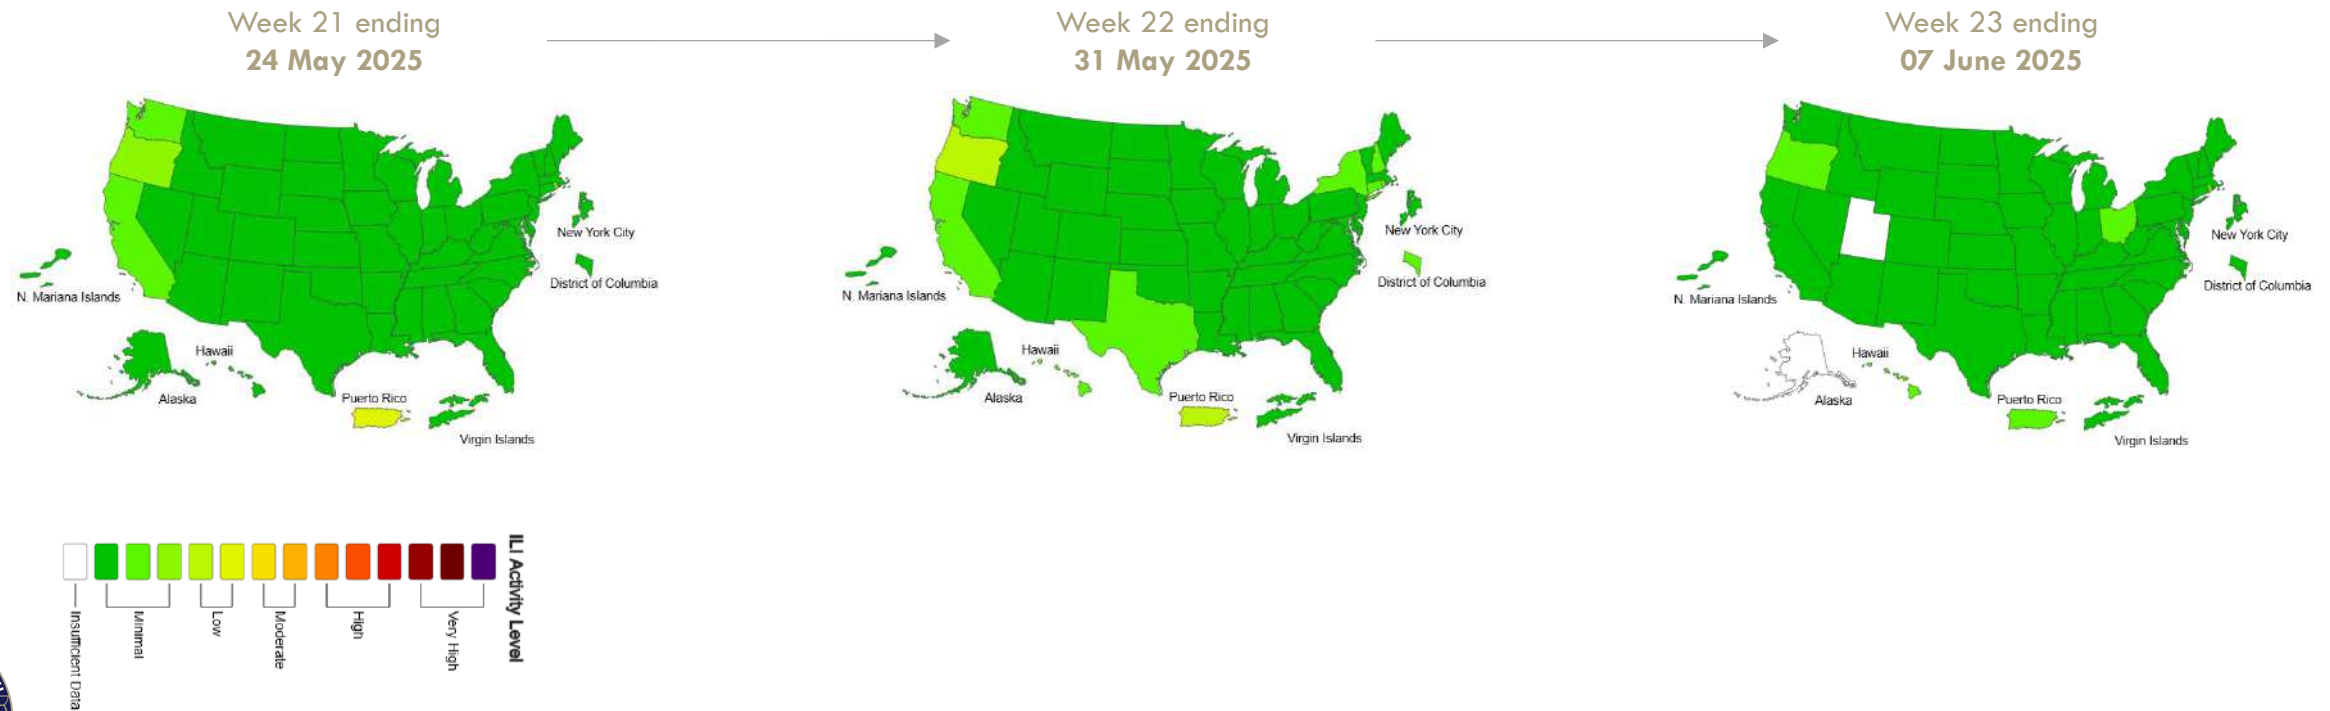 Week 21 ending
24 May 2025
Week 22 ending
31 May 2025
Week 23 ending
07 June 2025
New York City
District of Columbia
N. Mariana Islands
Hawaii
Alaska
Puerto Rico
Virgin Islands
New York City
District of Columbia
N. Mariana Islands
Hawaii
Alaska
Puerto Rico
Virgin Islands
New York City
District of Columbia
N. Mariana Islands
Hawaii
Alaska
Puerto Rico
Virgin Islands
ILI Activity Level
Insufficient Data
Minimal
Low
Moderate
High
Very High